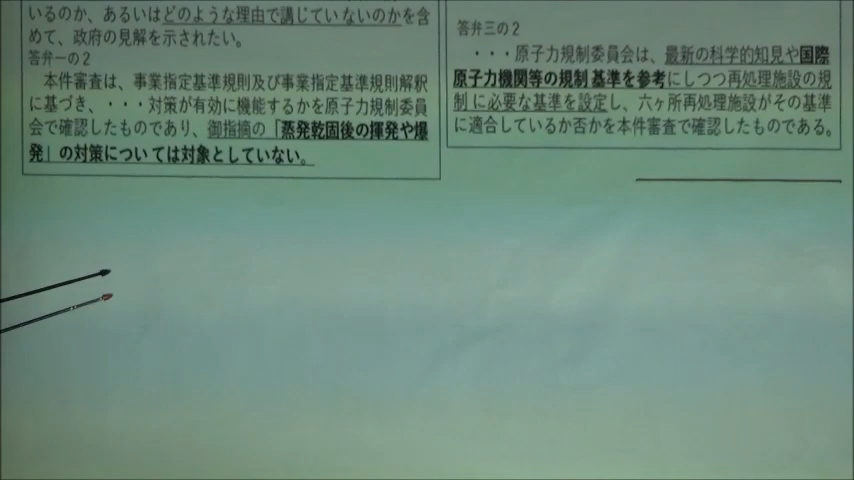 いるのか、あるいはどのような理由で講じていないのかを含
めて、政府の見解を示されたい。
答弁一の2
本件審査は、事業指定基準規則及び事業指定基準規則解釈
に基づき、・・・対策が有効に機能するかを原子力規制委員
会で確認したものであり、御指摘の「蒸発乾固後の揮発や爆
発」の対策については対象としていない。
答弁三の2
・・・原子力規制委員会は、最新の科学的知見や国際
原子力機関等の規制基準を参考にしつつ再処理施設の規
制に必要な基準を設定し、六ヶ所再処理施設がその基準
に適合しているか否かを本件審査で確認したものである。